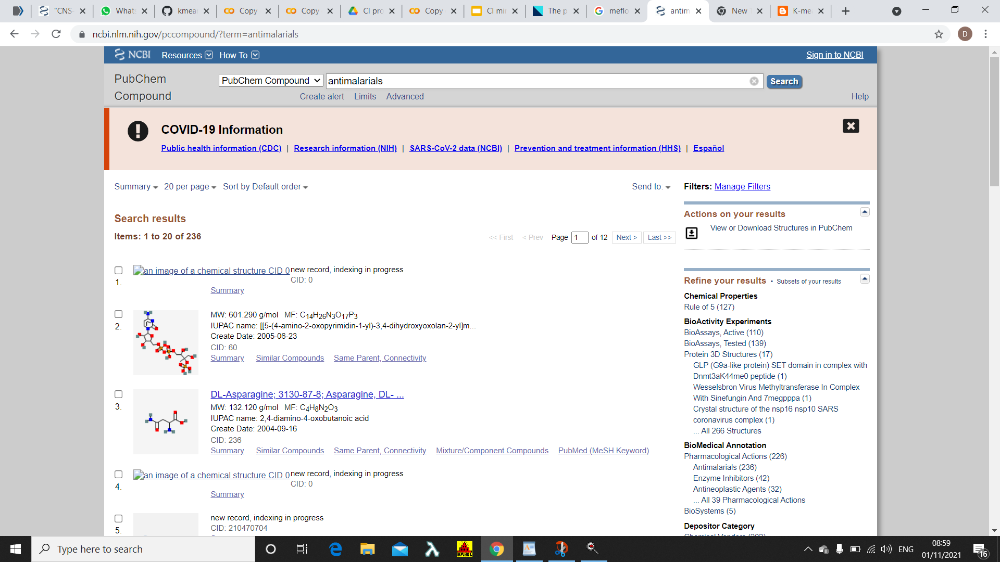 "CNS-
Whats
kmear
Copy
Copy
CI pro
Copy
CI min
The p
meflo
antim
New T
K-me
ncbi.nlm.nih.gov/pccompound/?term=antimalarials
D
NCBI
Resources
How To
Sign in to NCBI
PubChem Compound
PubChem Compound
antimalarials
Search
Create alert
Limits
Advanced
Help
COVID-19 Information
Public health information (CDC) | Research information (NIH) | SARS-CoV-2 data (NCBI) | Prevention and treatment information (HHS) | Español
Summary
20 per page
Sort by Default order
Send to:
Filters: Manage Filters
Search results
Items: 1 to 20 of 236
<< First
< Prev
Page 1 of 12
Next >
Last >>
1.
an image of a chemical structure CID 0
new record, indexing in progress
CID: 0
Summary
2.
MW: 601.290 g/mol MF: C14H26N3O17P3
IUPAC name: [[5-(4-amino-2-oxopyrimidin-1-yl)-3,4-dihydroxyoxolan-2-yl]m...
Create Date: 2005-06-23
CID: 60
Summary
Similar Compounds
Same Parent, Connectivity
3.
DL-Asparagine; 3130-87-8; Asparagine, DL- ...
MW: 132.120 g/mol MF: C4H8N2O3
IUPAC name: 2,4-diamino-4-oxobutanoic acid
Create Date: 2004-09-16
CID: 236
Summary
Similar Compounds
Same Parent, Connectivity
Mixture/Component Compounds
PubMed (MeSH Keyword)
4.
an image of a chemical structure CID 0
new record, indexing in progress
CID: 0
Summary
5.
new record, indexing in progress
CID: 210470704
Actions on your results
View or Download Structures in PubChem
Refine your results • Subsets of your results
Chemical Properties
Rule of 5 (127)
BioActivity Experiments
BioAssays, Active (110)
BioAssays, Tested (139)
Protein 3D Structures (17)
GLP (G9a-like protein) SET domain in complex with
Dnmt3aK44me0 peptide (1)
Wesselsbron Virus Methyltransferase In Complex
With Sinefungin And 7megpppa (1)
Crystal structure of the nsp16 nsp10 SARS
coronavirus complex (1)
... All 266 Structures
BioMedical Annotation
Pharmacological Actions (226)
Antimalarials (236)
Enzyme Inhibitors (42)
Antineoplastic Agents (32)
... All 39 Pharmacological Actions
BioSystems (5)
Depositor Category
Type here to search
BABEL
ENG
08:59
01/11/2021
16